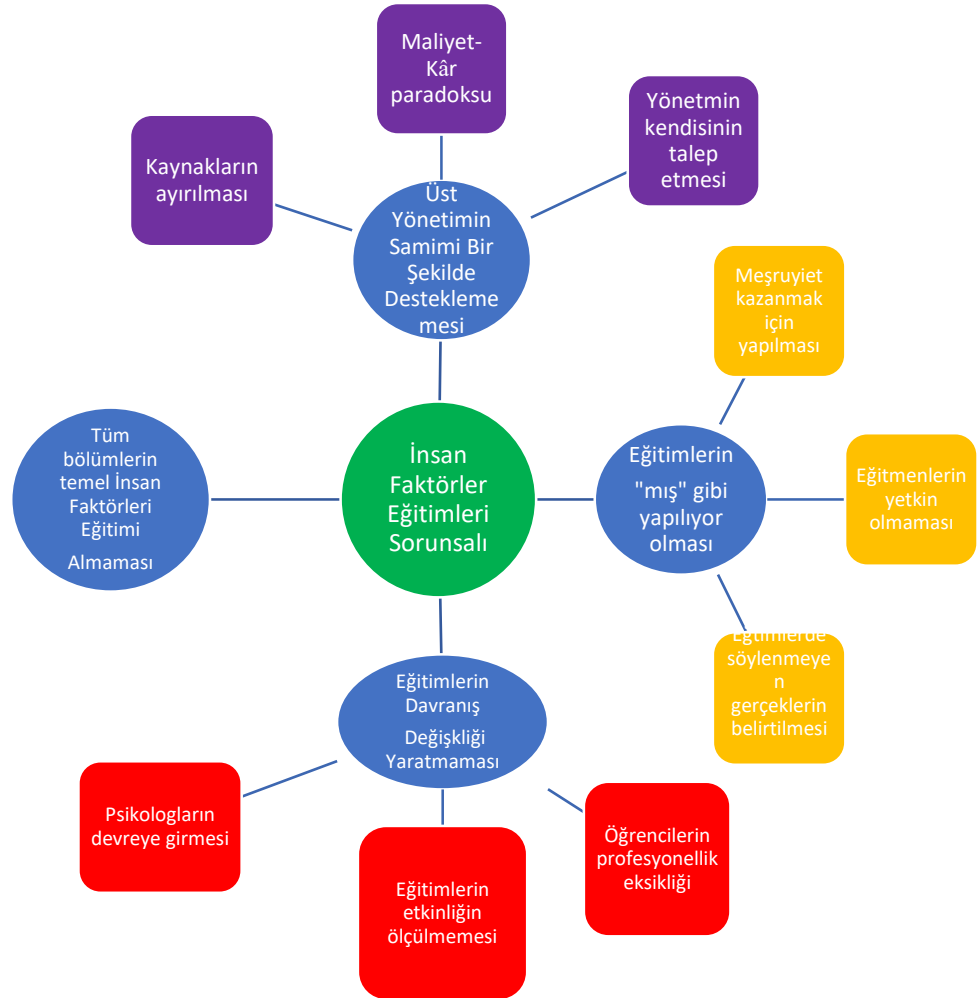 Maliyet-
Kâr
paradoksu
Yönetmin
kendisinin
talep
etmesi
Kaynakların
ayırılması
Üst
Yönetimin
Samimi Bir
Şekilde
Destekleme
mesi
Meşruyiet
kazanmak
için
yapılması
Tüm
bölümlerin
temel İnsan
Faktörleri
Eğitimi
Almaması
İnsan
Faktörler
Eğitimleri
Sorunsalı
Eğitimlerin
"mış" gibi
yapılıyor
olması
Eğitmenlerin
yetkin
olmaması
Eğtimlerde
söylenmeye
n
gerçeklerin
belirtilmesi
Eğitimlerin
Davranış
Değişkliği
Yaratmaması
Psikologların
devreye girmesi
Eğitimlerin
etkinliğin
ölçülmemesi
Öğrencilerin
profesyonellik
eksikliği